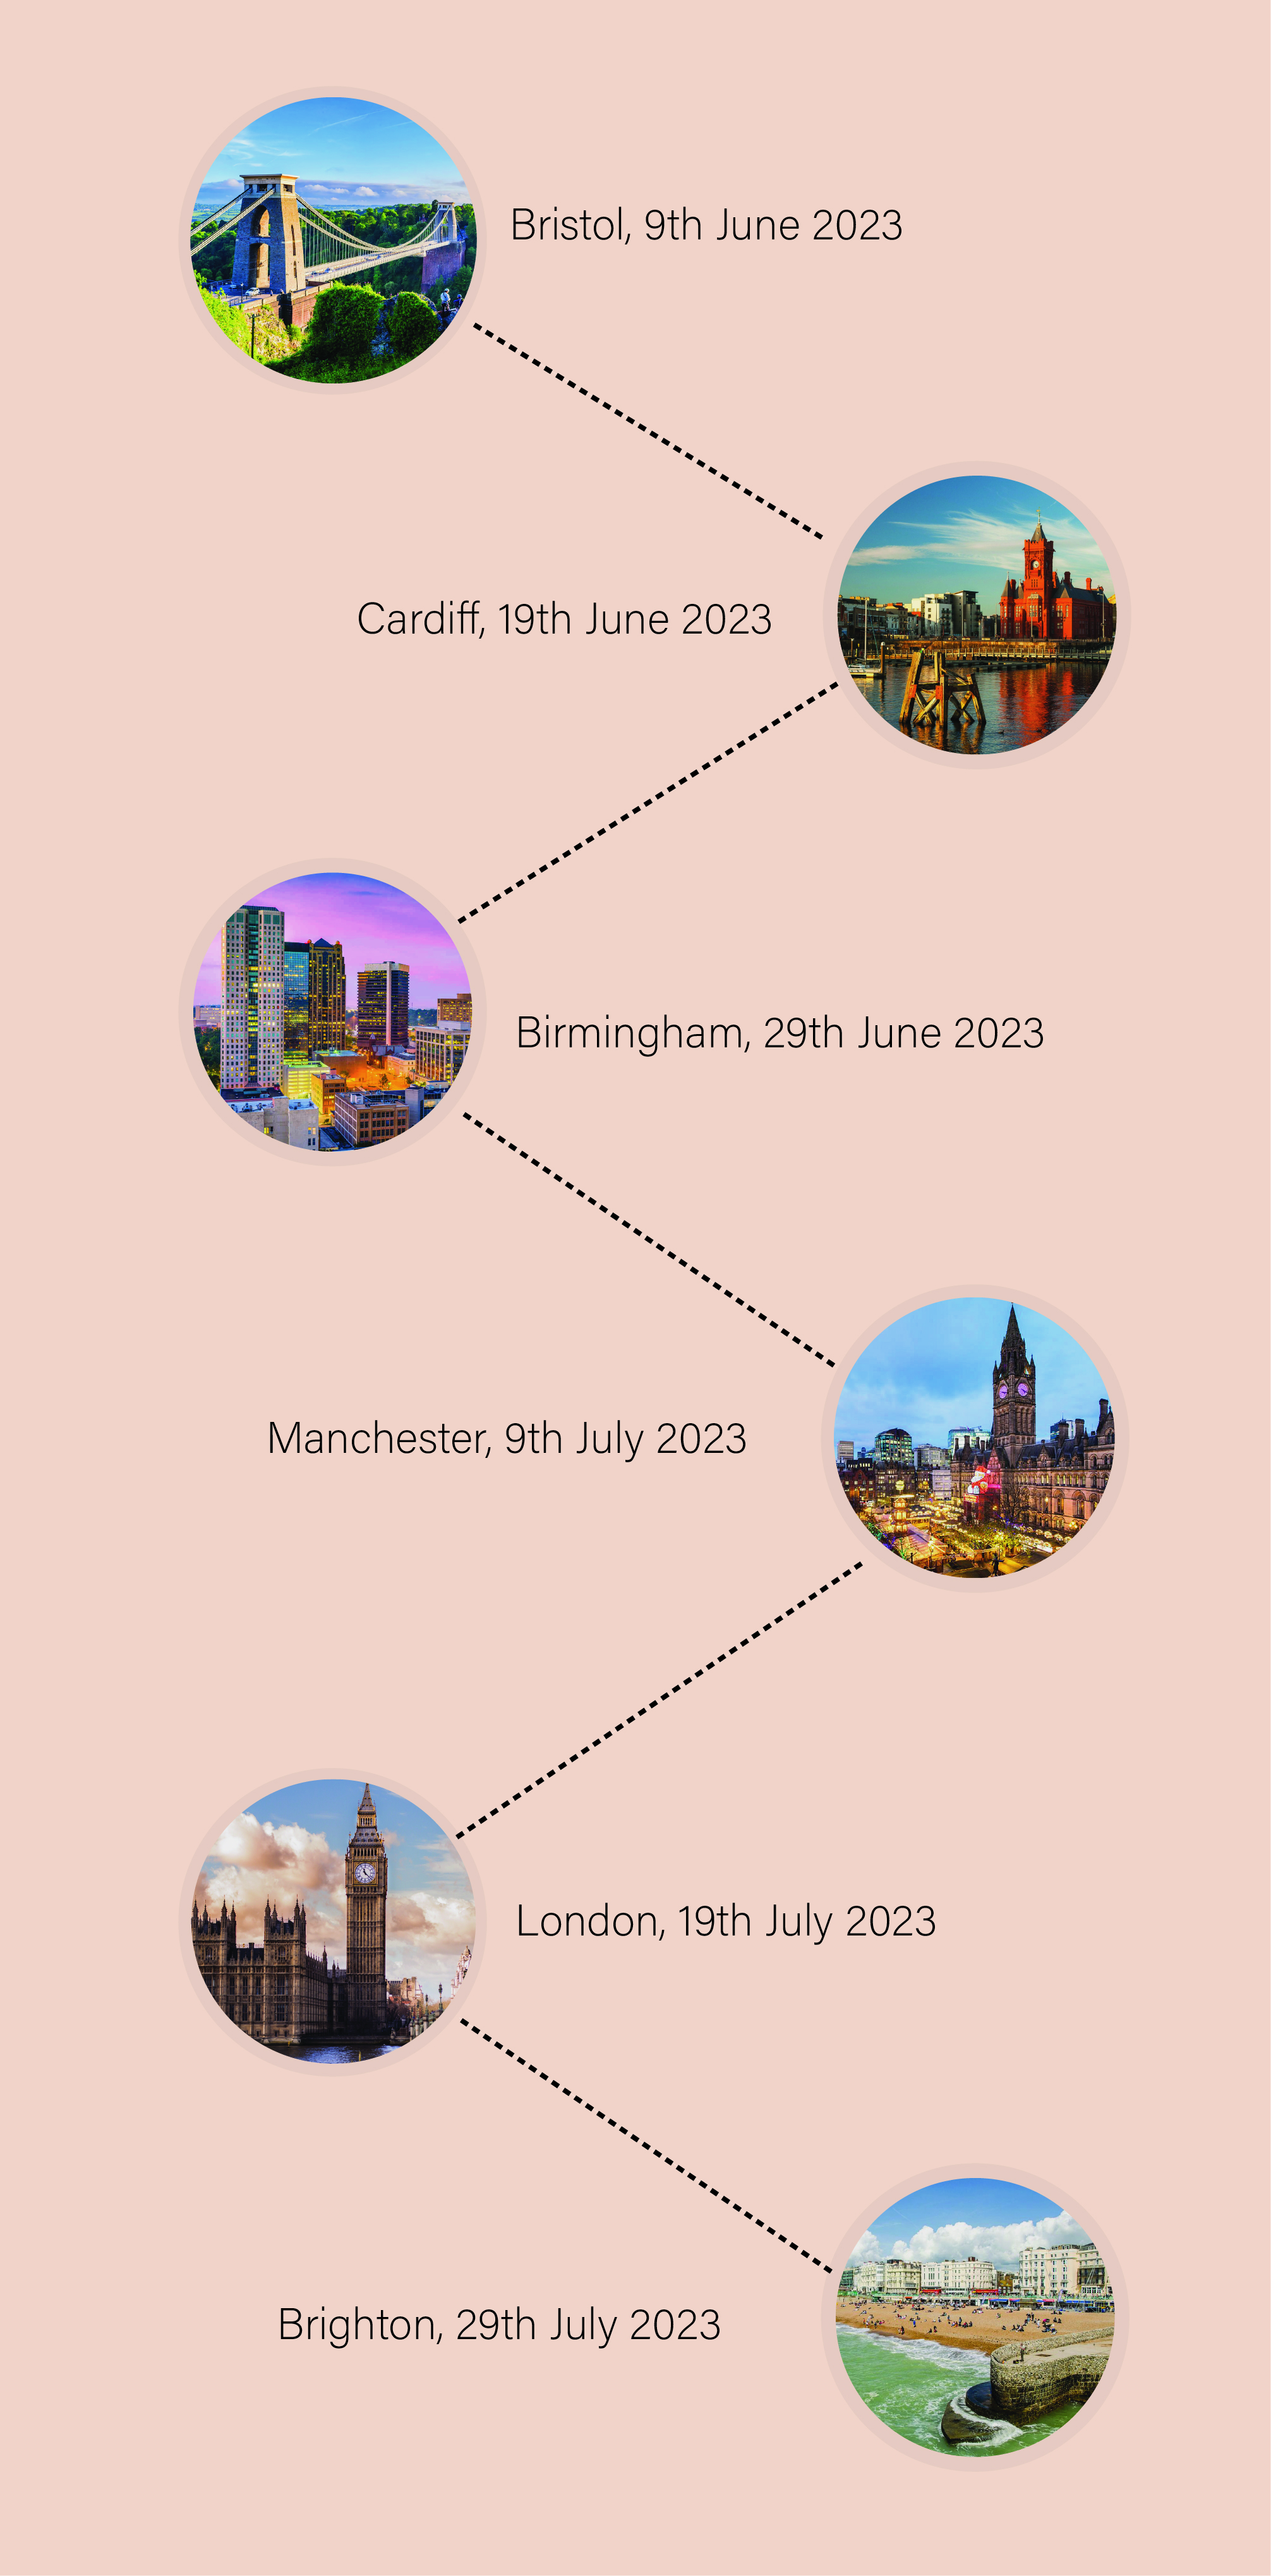 Bristol, 9th June 2023
Cardiff, 19th June 2023
Birmingham, 29th June 2023
Manchester, 9th July 2023
London, 19th July 2023
Brighton, 29th July 2023